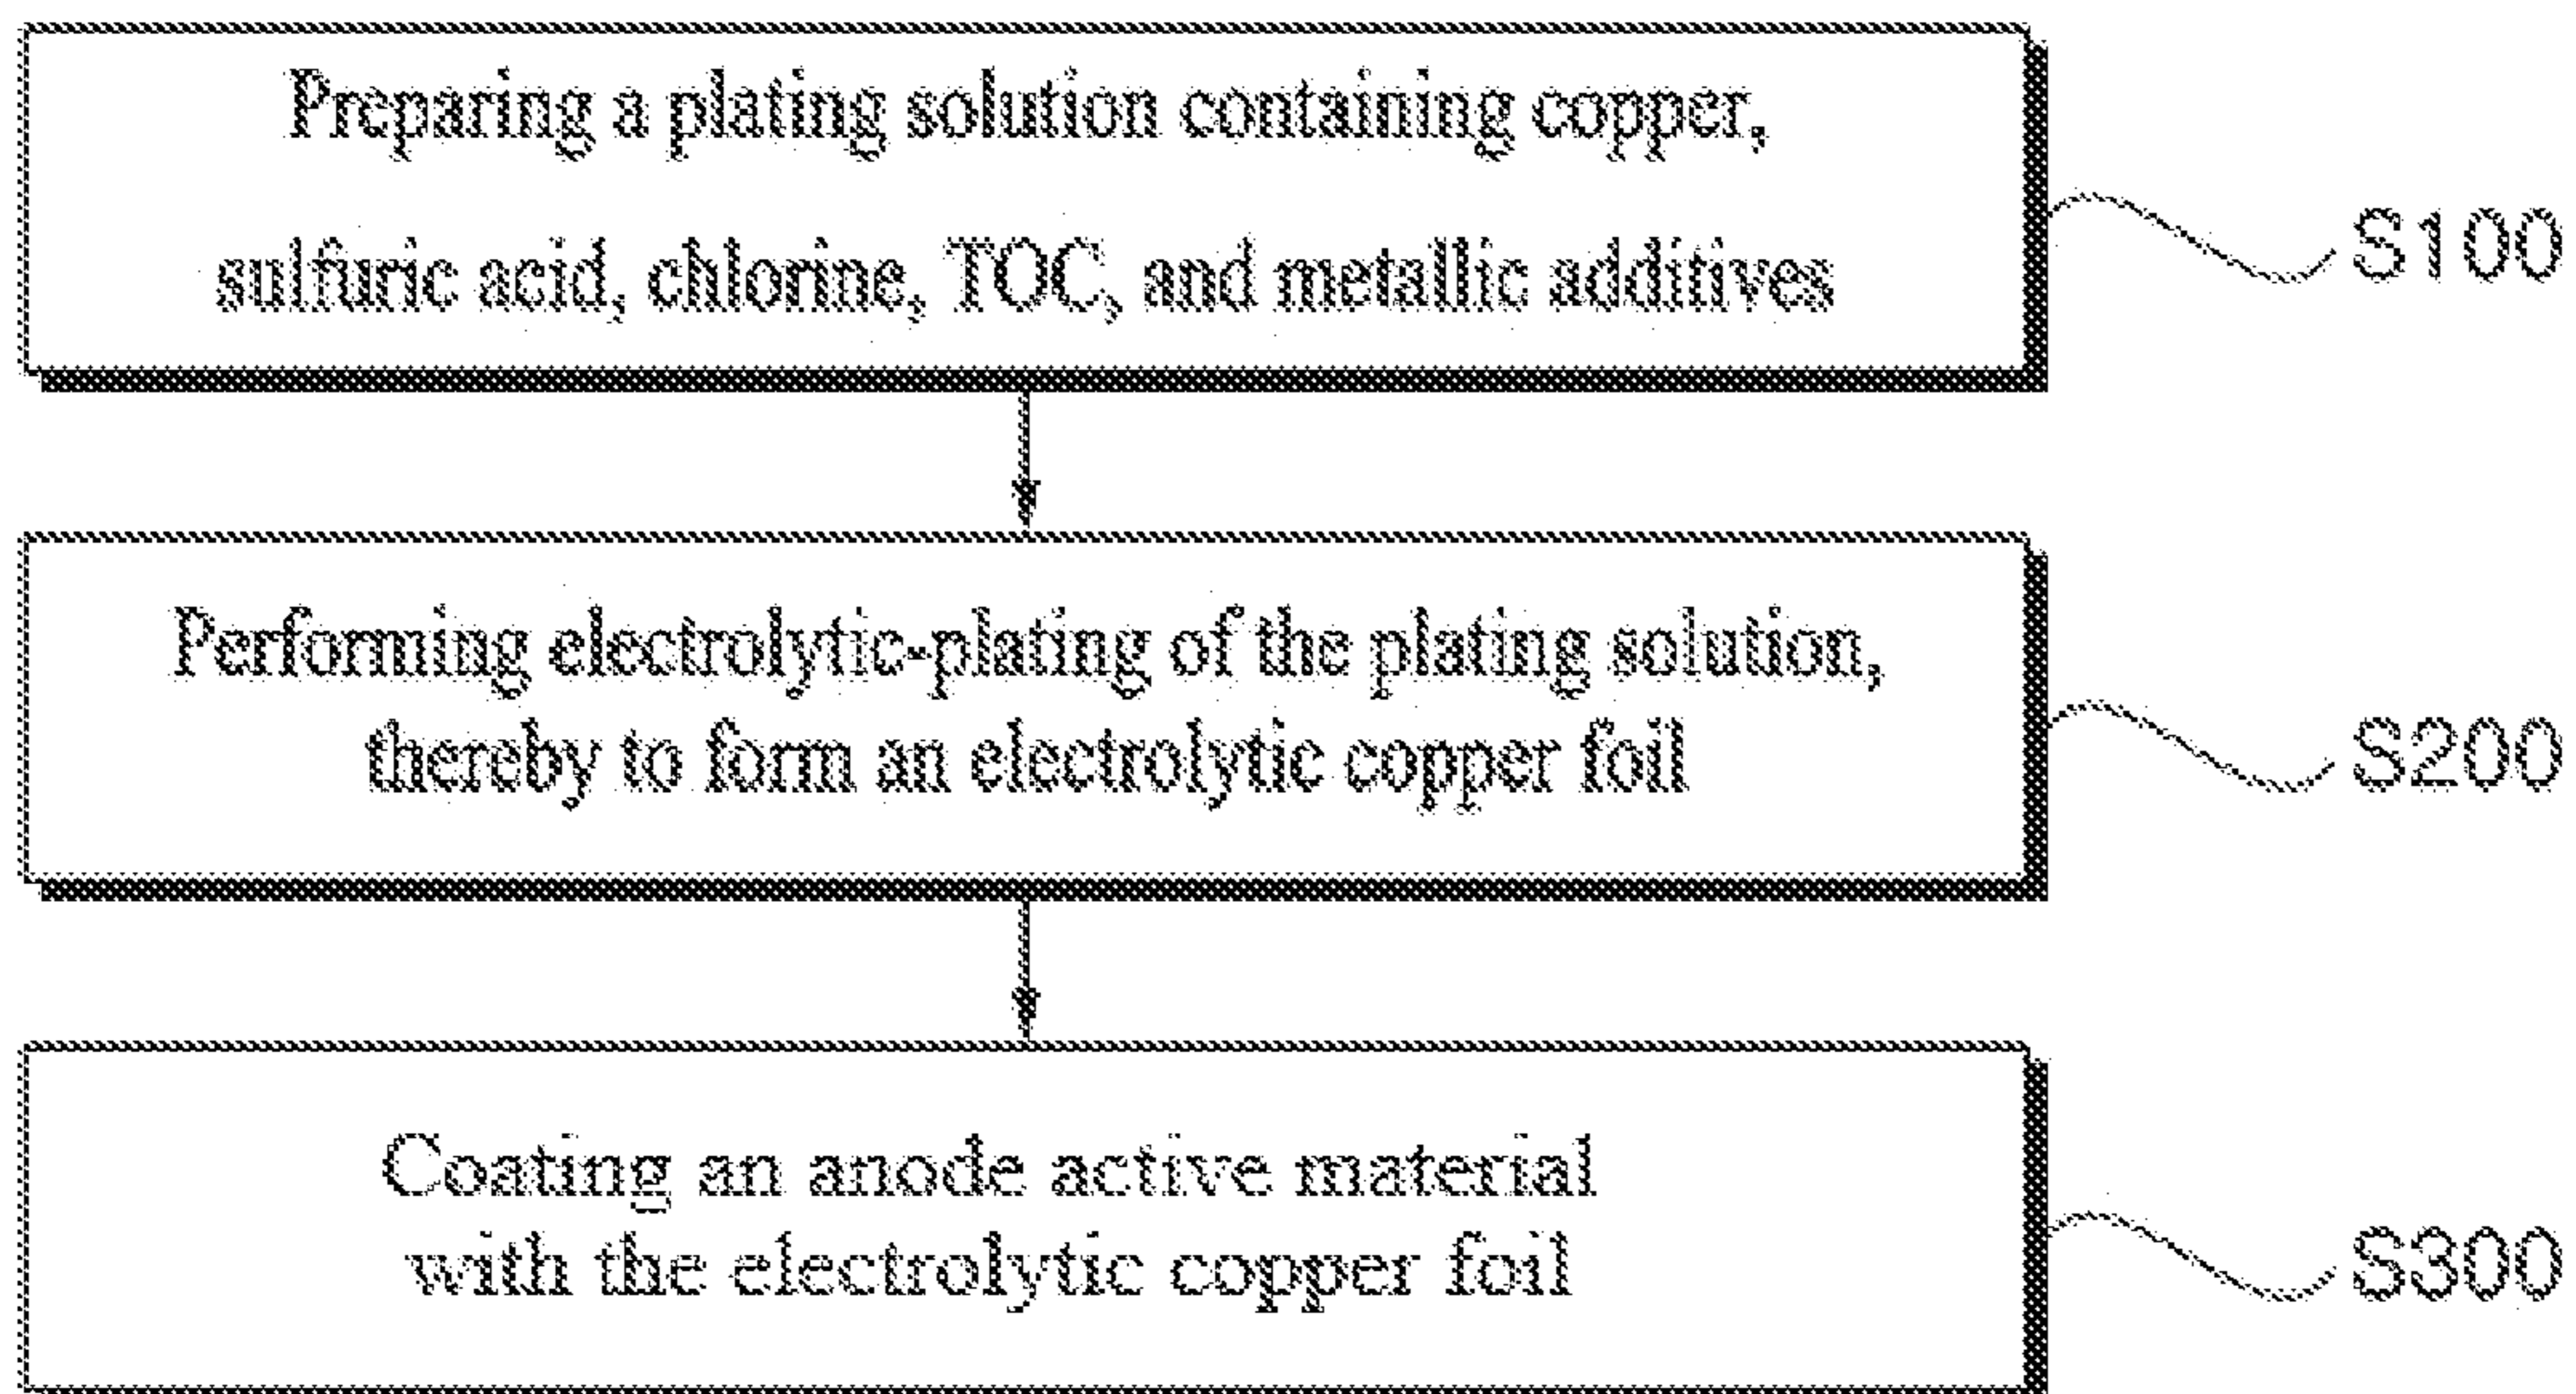 Preparing a plating solution containing copper,
sulfuric acid, chlorine, TOC, and metallic additives
S100
Performing electrolytic-plating of the plating solution,
thereby to form an electrolytic copper foil
S200
Coating an anode active material
with the electrolytic copper foil
S300